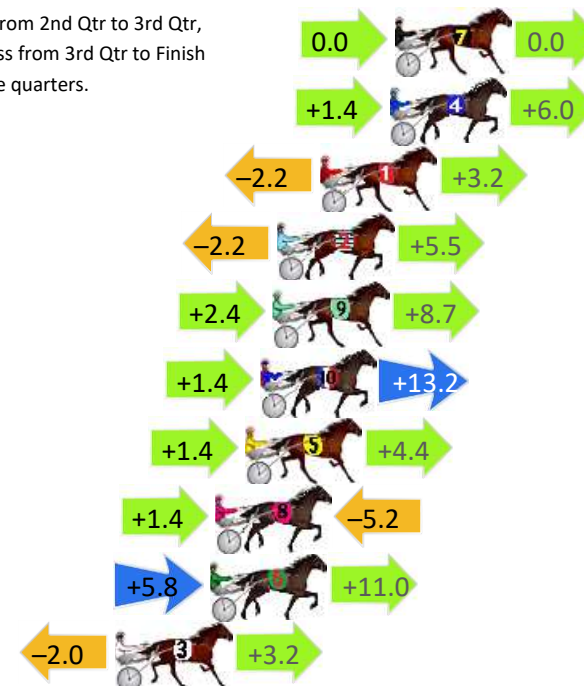 rom 2nd Qtr to 3rd Qtr,
ss from 3rd Qtr to Finish
e quarters.
0.0 7 0.0
+1.4 4 +6.0
–2.2 1 +3.2
–2.2 2 +5.5
+2.4 9 +8.7
+1.4 10 +13.2
+1.4 5 +4.4
+1.4 8 –5.2
+5.8 6 +11.0
–2.0 3 +3.2